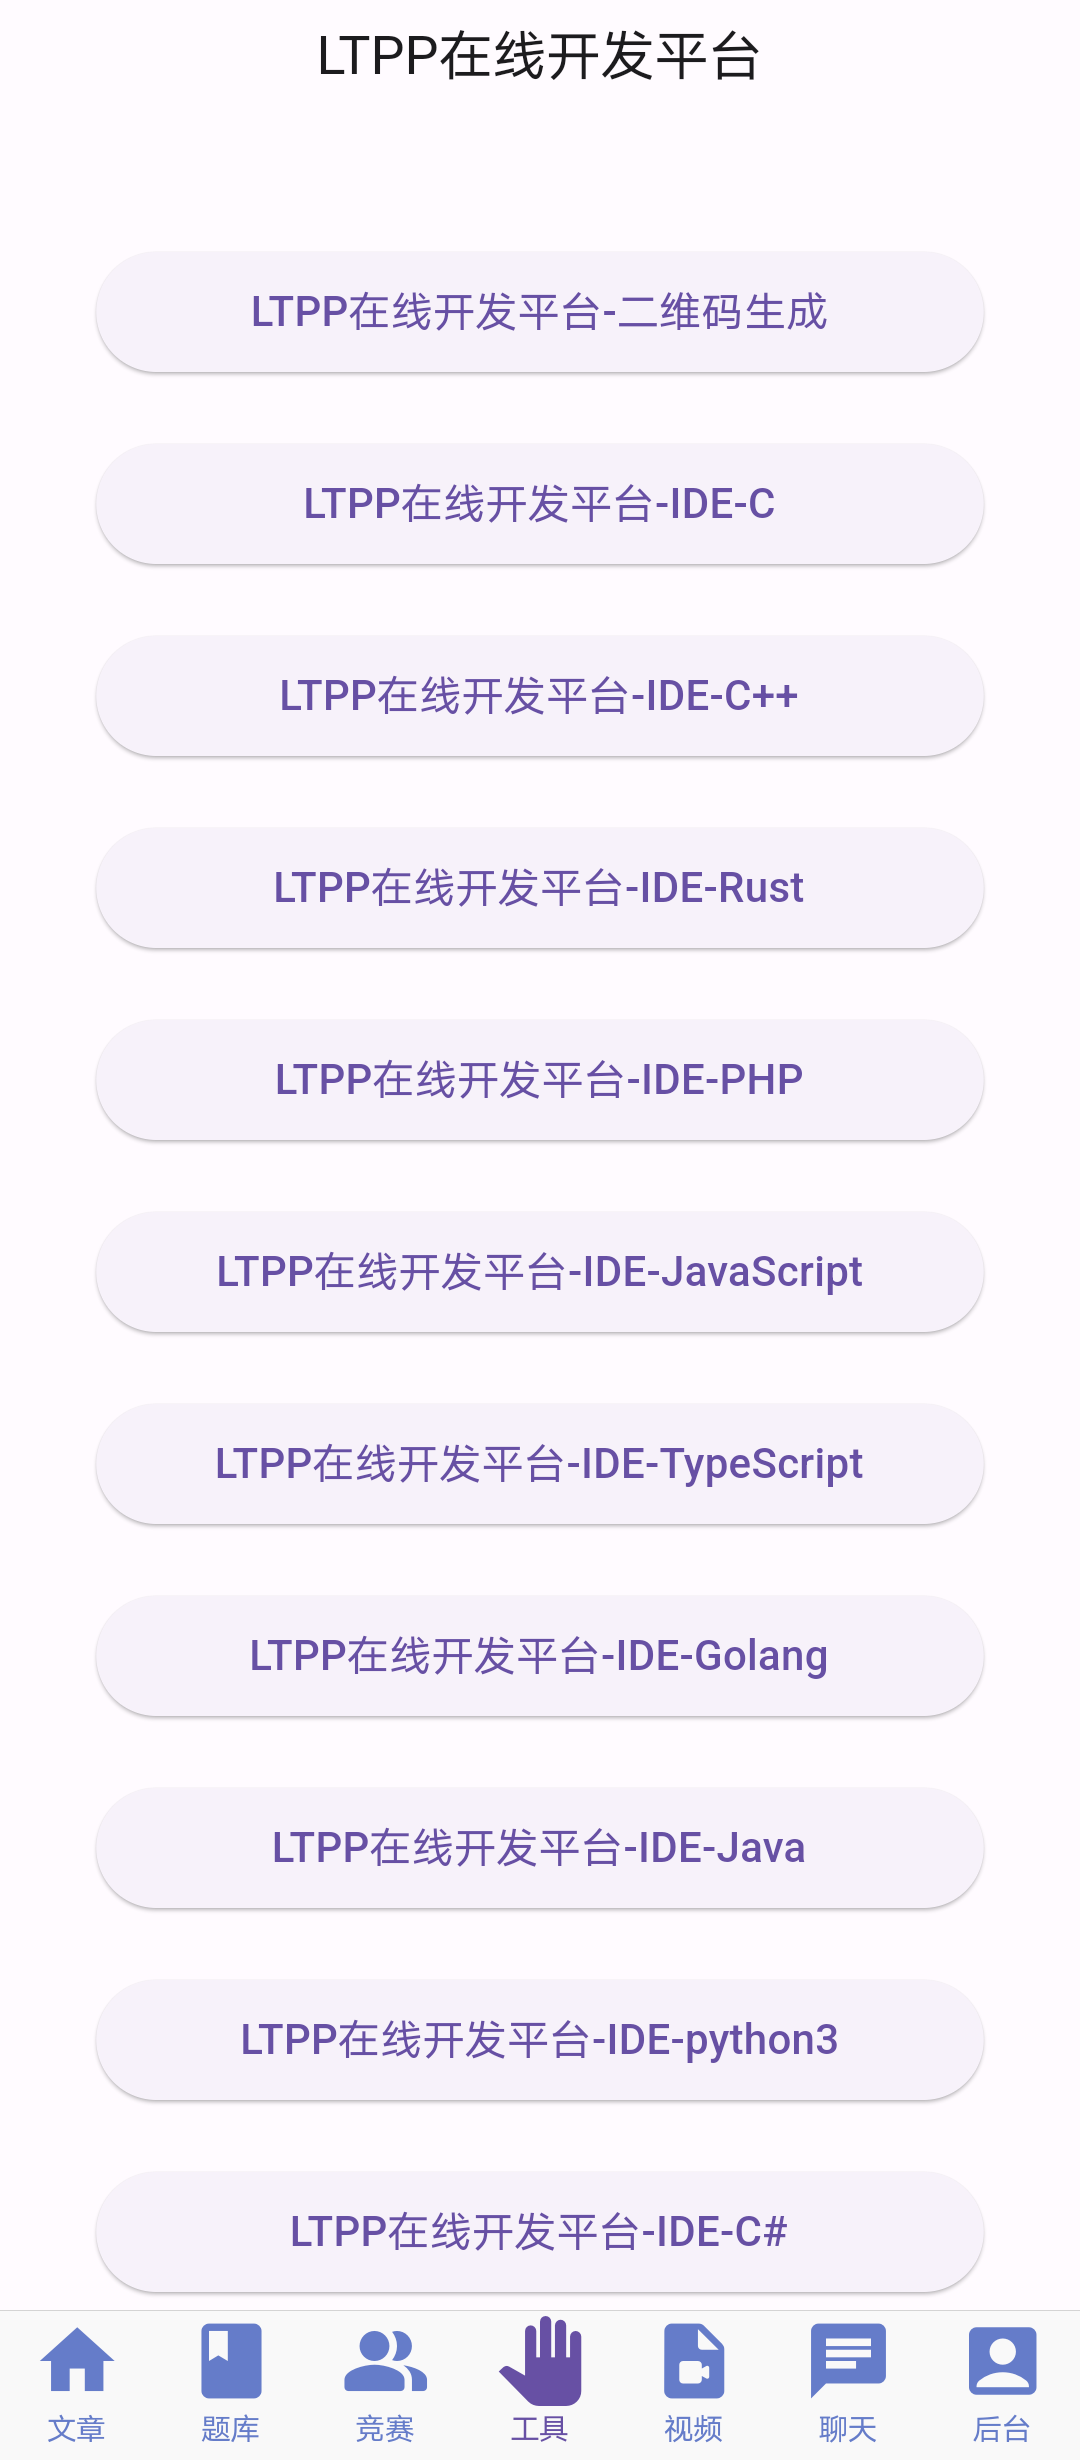 LTPP在线开发平台
LTPP在线开发平台-二维码生成
LTPP在线开发平台-IDE-C
LTPP在线开发平台-IDE-C++
LTPP在线开发平台-IDE-Rust
LTPP在线开发平台-IDE-PHP
LTPP在线开发平台-IDE-JavaScript
LTPP在线开发平台-IDE-TypeScript
LTPP在线开发平台-IDE-Golang
LTPP在线开发平台-IDE-Java
LTPP在线开发平台-IDE-python3
LTPP在线开发平台-IDE-C#
文章 题库 竞赛 工具 视频 聊天 后台